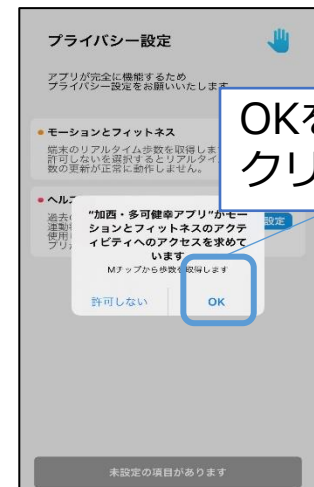 プライバシー設定
アプリが完全に機能するため
プライバシー設定をお願いいたします
OKを
クリ
モーションとフィットネス
端末のリアルタイム歩数を取得しま
許可しないを選択するとリアルタイ
数の更新が正常に動作しません。
ヘル
過去
運動
使用
プリ
設定
"加西・多可健幸アプリ"がモー
ションとフィットネスのアクテ
ィビティへのアクセスを求めて
います
Mチップから歩数を取得します
許可しない
OK
未設定の項目があります